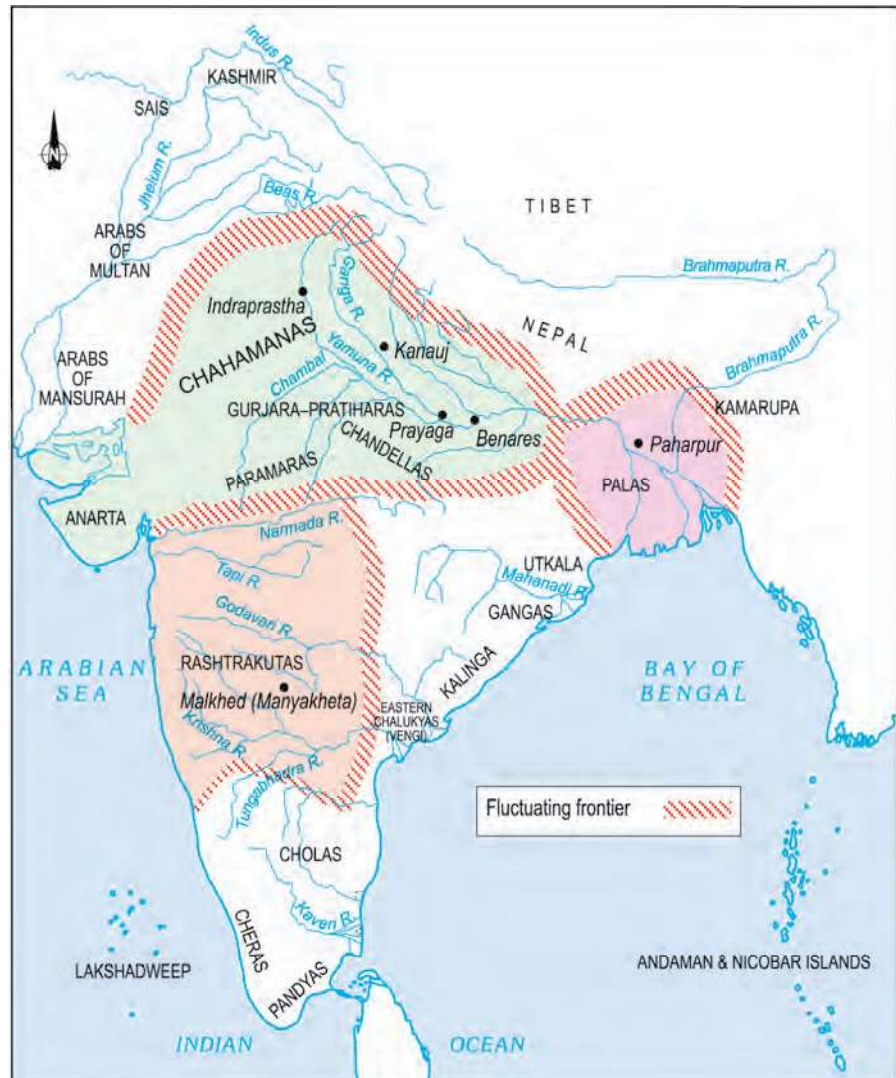 Indus R.
KASHMIR
SAIS
N
Jhelum R.
Beas R.
TIBET
ARABS
OF
MULTAN
Brahmaputra R.
Indraprastha
Ganga R.
NEPAL
Brahmaputra R.
CHAHAMANAS
Kanauj
ARABS
OF
MANSURAH
Chambal
Yamuna R.
KAMARUPA
GURJARA–PRATIHARAS
Prayaga
Benares
Paharpur
CHANDELLAS
PARAMARAS
PALAS
ANARTA
Narmada R.
UTKALA
Tapi R.
Mahanadi R.
GANGAS
Godavari R.
KALINGA
RASHTRAKUTAS
ARABIAN
SEA
BAY OF
BENGAL
Malkhed (Manyakheta)
EASTERN
CHALUKYAS
(VENGI)
Krishna R.
Tungabhadra R.
Fluctuating frontier
CHOLAS
Kaveri R.
CHERAS
LAKSHADWEEP
ANDAMAN & NICOBAR ISLANDS
PANDYAS
INDIAN OCEAN